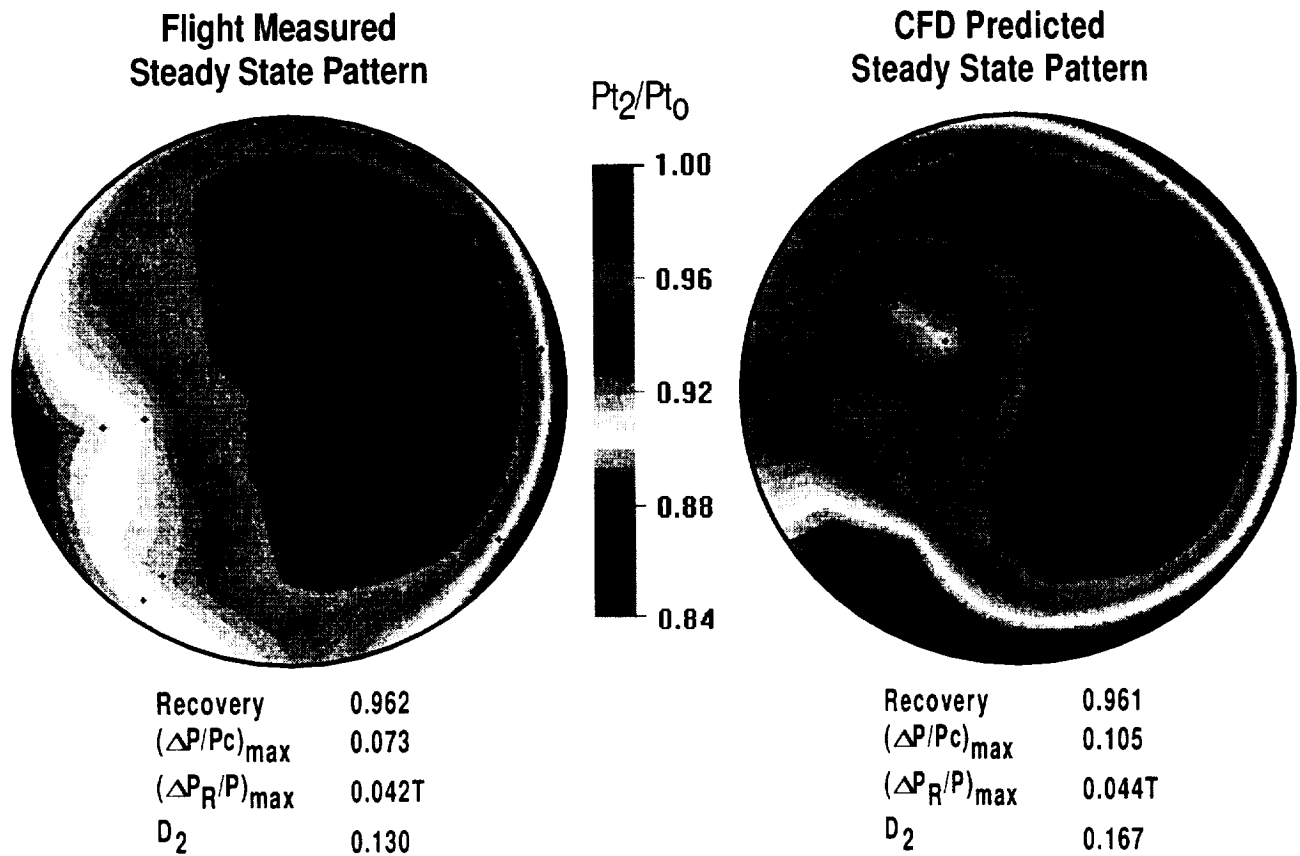 Flight Measured
Steady State Pattern
CFD Predicted
Steady State Pattern
Pt2/Pt0
1.00
0.96
0.92
0.88
0.84
Recovery 0.962
(ΔP/Pc)max 0.073
(ΔPR/P)max 0.042T
D2 0.130
Recovery 0.961
(ΔP/Pc)max 0.105
(ΔPR/P)max 0.044T
D2 0.167